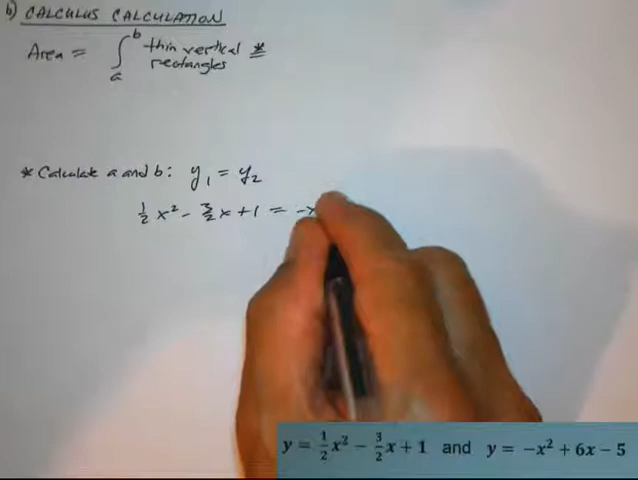 b) CALCULUS CALCULATION
Area = ∫ₐᵇ thin vertical *
rectangles
* Calculate a and b: y₁ = y₂
½x² - 3/2x + 1 = -x
y = ½x² − 3/2x + 1 and y = −x² + 6x − 5